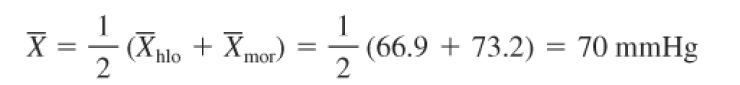 X̄ = 1/2 (X̄hlo + X̄mor) = 1/2 (66.9 + 73.2) = 70 mmHg